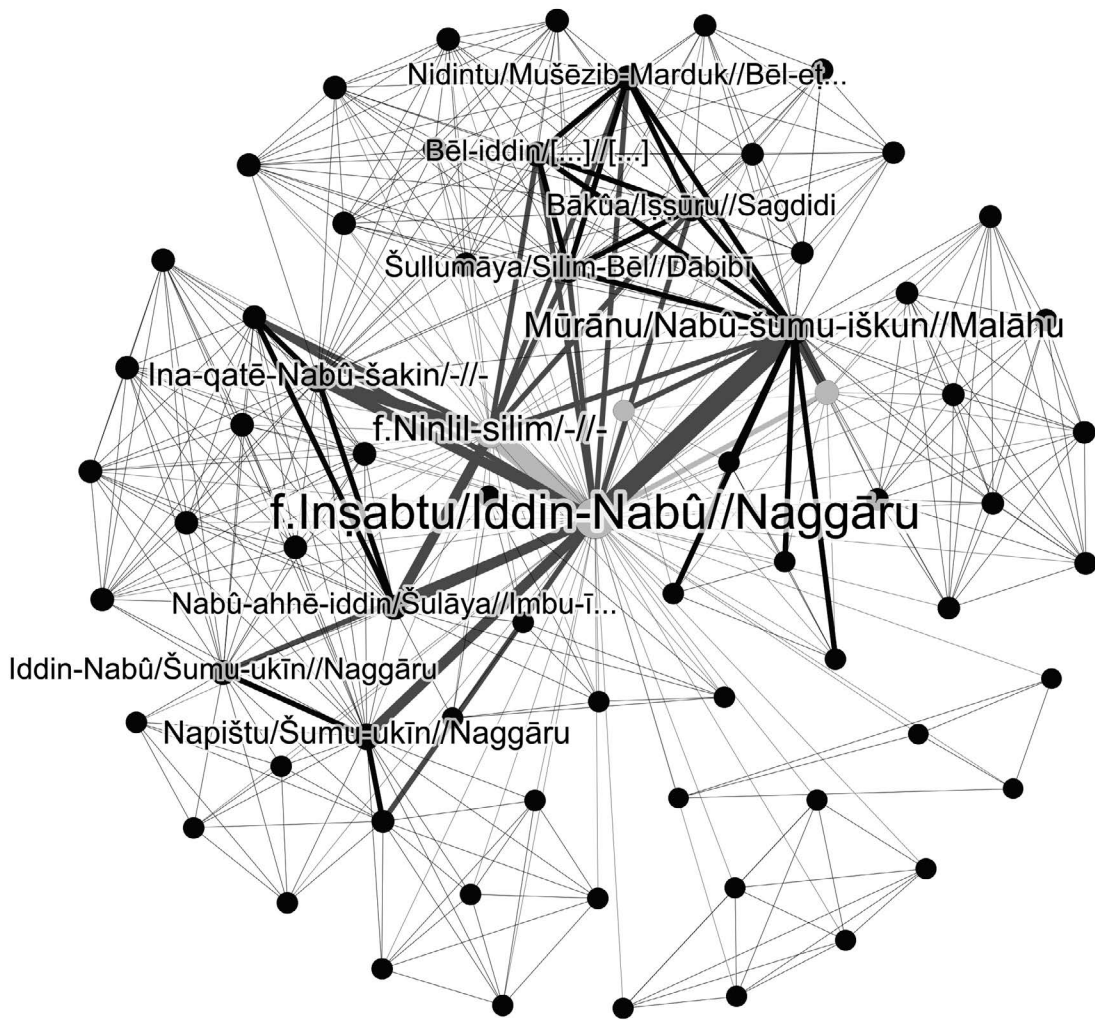 Nidintu/Mušēzib-Marduk//Bēl-eṭ...
Bēl-iddin/[...]//[...]
Bākûa/Iṣṣūru//Sagdidi
Šullumāya/Silim-Bēl//Dābibī
Mūrānu/Nabû-šumu-iškun//Malāhu
Ina-qatē-Nabû-šakin/-//-
f.Ninlil-silim/-//-
f.Inṣabtu/Iddin-Nabû//Naggāru
Nabû-ahhē-iddin/Šulāya//Imbu-ī...
Iddin-Nabû/Šumu-ukīn//Naggāru
Napištu/Šumu-ukīn//Naggāru